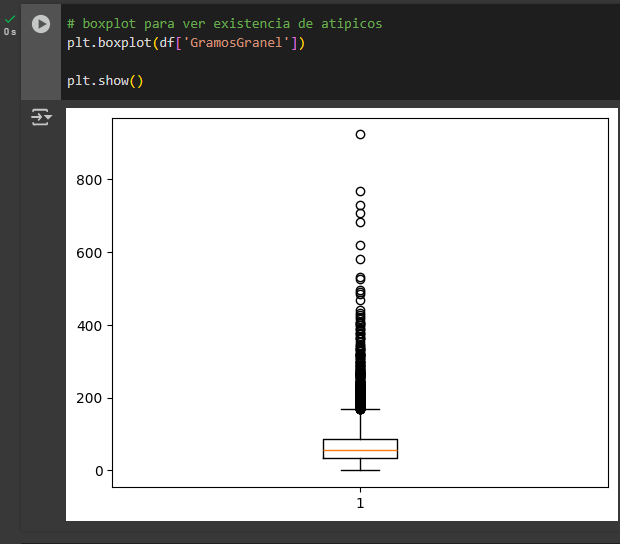 # boxplot para ver existencia de atipicos
plt.boxplot(df['GramosGranel'])
0 s
plt.show()
800
600
400
200
0
1